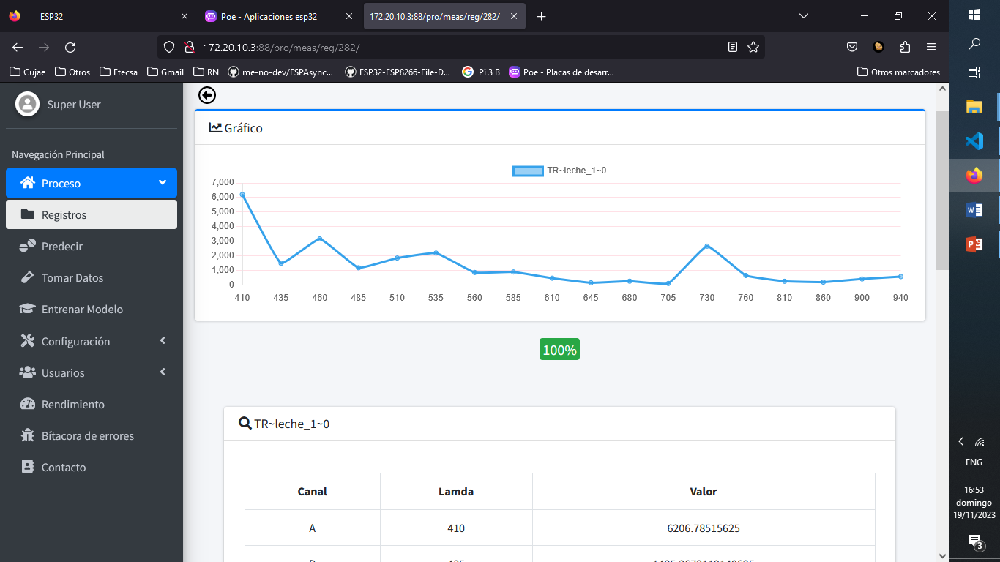 ESP32
Poe - Aplicaciones esp32
172.20.10.3:88/pro/meas/reg/282/
172.20.10.3:88/pro/meas/reg/282/
Cujae
Otros
Etecsa
Gmail
RN
me-no-dev/ESPAsync...
ESP32-ESP8266-File-D...
Pi 3 B
Poe - Placas de desarr...
Otros marcadores
Super User
Navegación Principal
Proceso
Registros
Predecir
Tomar Datos
Entrenar Modelo
Configuración
Usuarios
Rendimiento
Bítacora de errores
Contacto
Gráfico
TR~leche_1~0
7,000
6,000
5,000
4,000
3,000
2,000
1,000
0
410 435 460 485 510 535 560 585 610 645 680 705 730 760 810 860 900 940
100%
TR~leche_1~0
Canal Lamda Valor
A 410 6206.78515625
ENG
16:53
domingo
19/11/2023
3